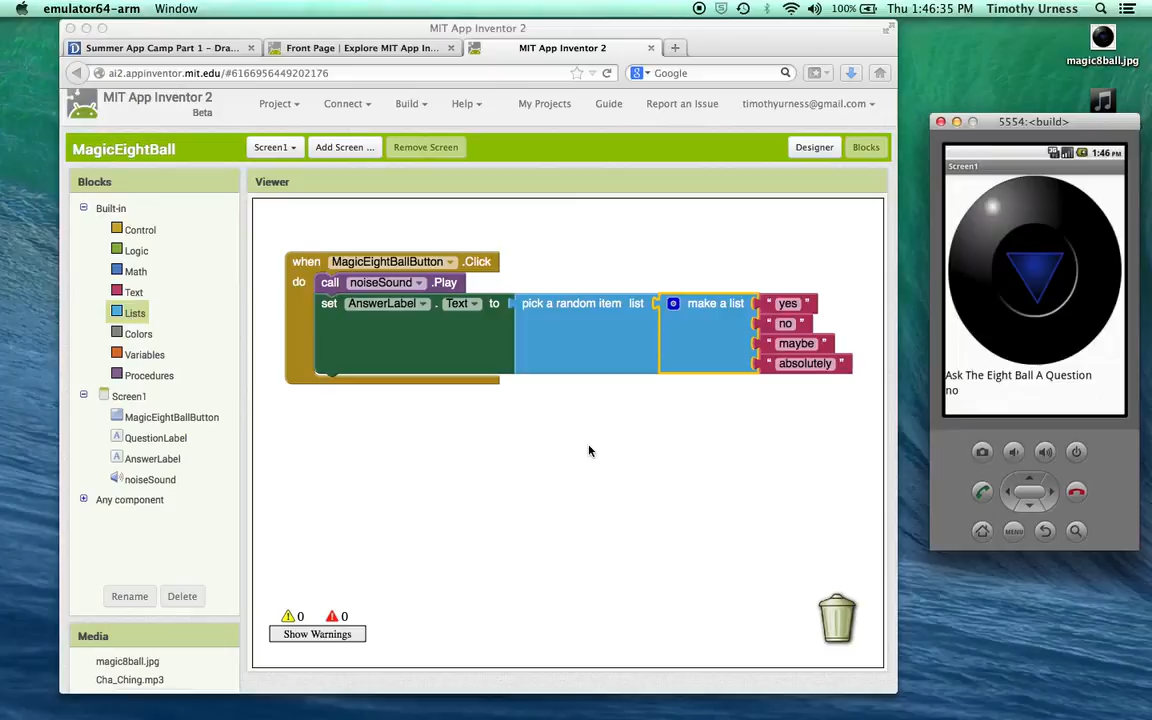 emulator64-arm Window 100% Thu 1:46:35 PM Timothy Urness
MIT App Inventor 2
Summer App Camp Part 1 - Dra... Front Page | Explore MIT App In... MIT App Inventor 2
ai2.appinventor.mit.edu/#6166956449202176 Google
magic8ball.jpg
MIT App Inventor 2
Beta
Project Connect Build Help My Projects Guide Report an Issue timothyurness@gmail.com
MagicEightBall Screen1 Add Screen ... Remove Screen Designer Blocks
Blocks Viewer
Built-in
Control
Logic
Math
Text
Lists
Colors
Variables
Procedures
Screen1
MagicEightBallButton
A QuestionLabel
A AnswerLabel
noiseSound
Any component
Rename Delete
Media
magic8ball.jpg
Cha_Ching.mp3
when MagicEightBallButton .Click
do call noiseSound .Play
set AnswerLabel . Text to pick a random item list make a list " yes "
" no "
" maybe "
" absolutely "
0 0
Show Warnings
5554:<build>
3G 1:46 PM
Screen1
Ask The Eight Ball A Question
no
MENU